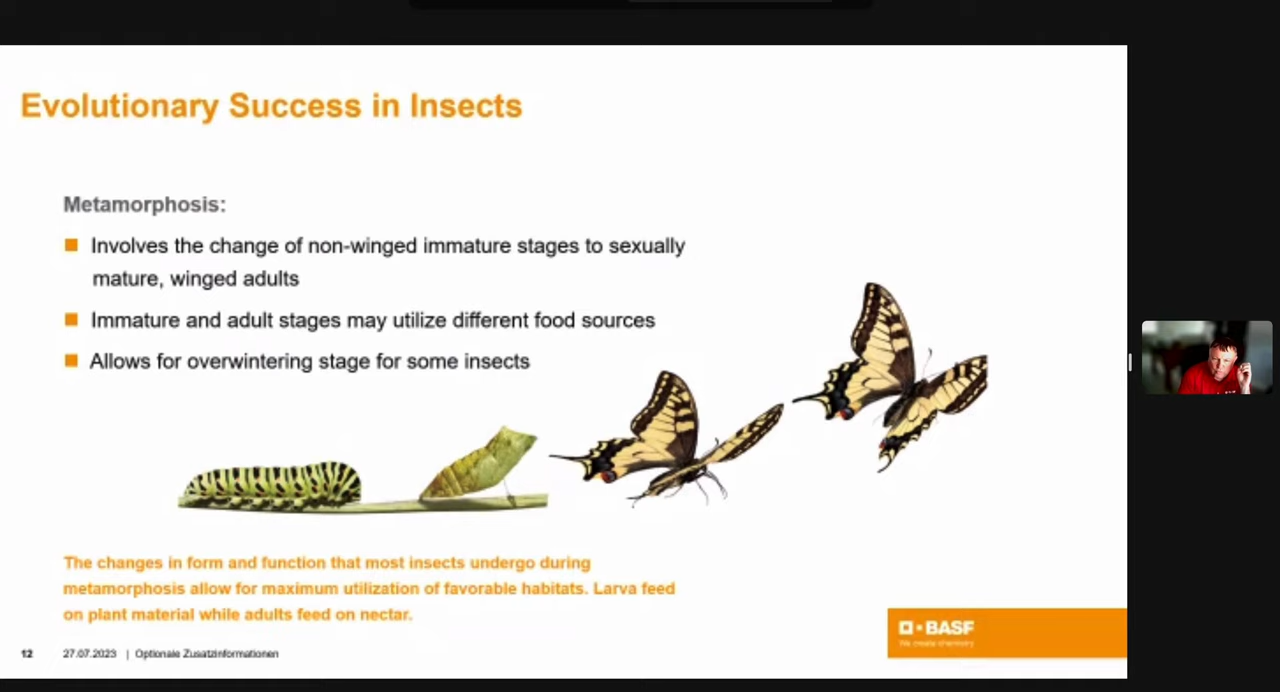 Evolutionary Success in Insects
Metamorphosis:
Involves the change of non-winged immature stages to sexually
mature, winged adults
Immature and adult stages may utilize different food sources
Allows for overwintering stage for some insects
The changes in form and function that most insects undergo during
metamorphosis allow for maximum utilization of favorable habitats. Larva feed
on plant material while adults feed on nectar.
BASF
We create chemistry
12 27.07.2023 | Optionale Zusatzinformationen